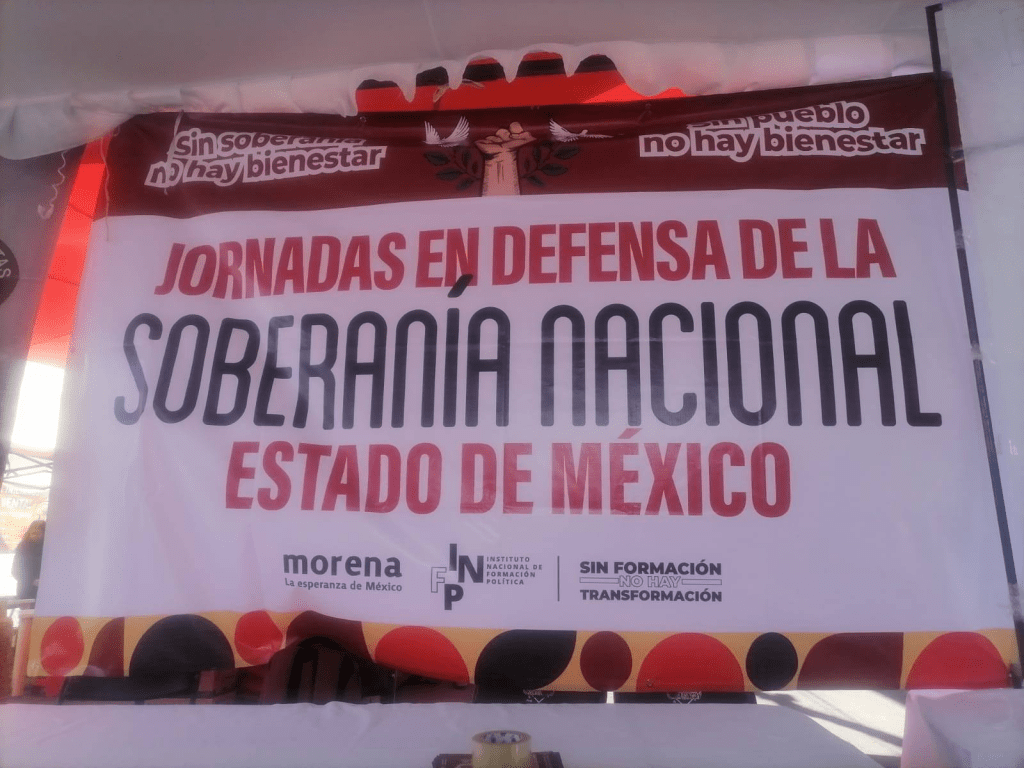 Sin soberanía
no hay bienestar
Sin pueblo
no hay bienestar
JORNADAS EN DEFENSA DE LA
SOBERANÍA NACIONAL
ESTADO DE MÉXICO
morena
La esperanza de México
INFP
INSTITUTO
NACIONAL DE
FORMACIÓN
POLÍTICA
SIN FORMACIÓN
NO HAY
TRANSFORMACIÓN